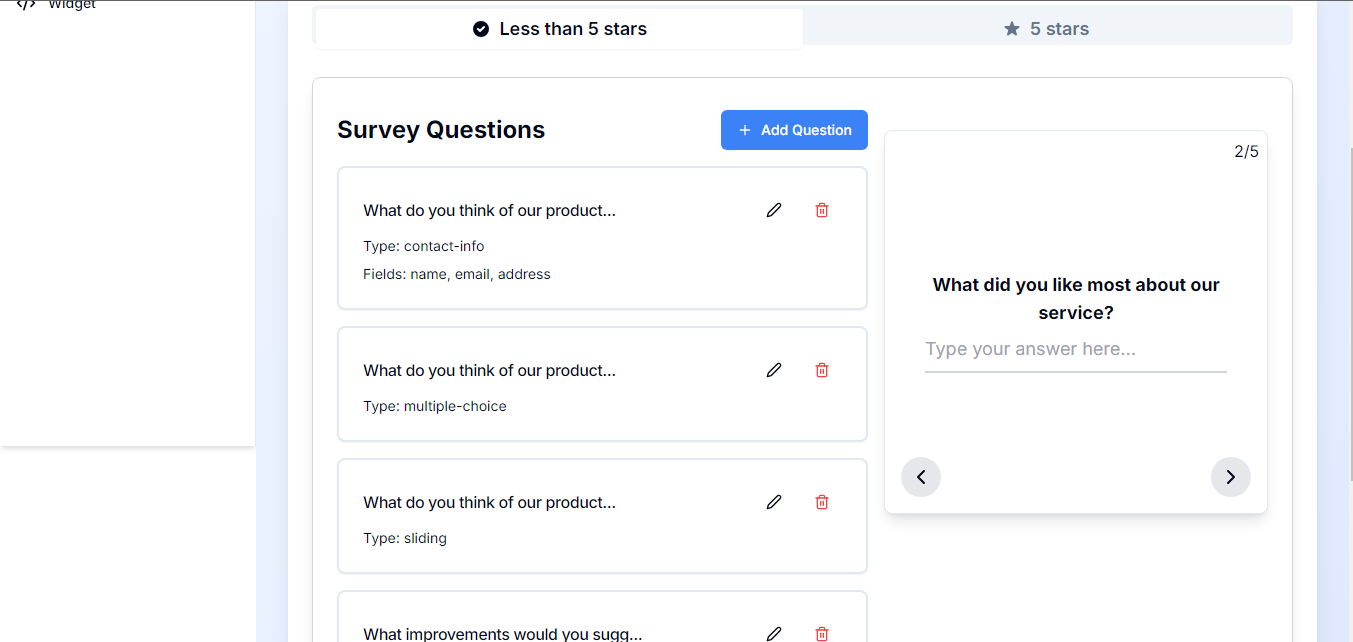 Widget
Less than 5 stars
5 stars
Survey Questions
Add Question
What do you think of our product...
Type: contact-info
Fields: name, email, address
What do you think of our product...
Type: multiple-choice
What do you think of our product...
Type: sliding
What improvements would you sugg...
2/5
What did you like most about our
service?
Type your answer here...